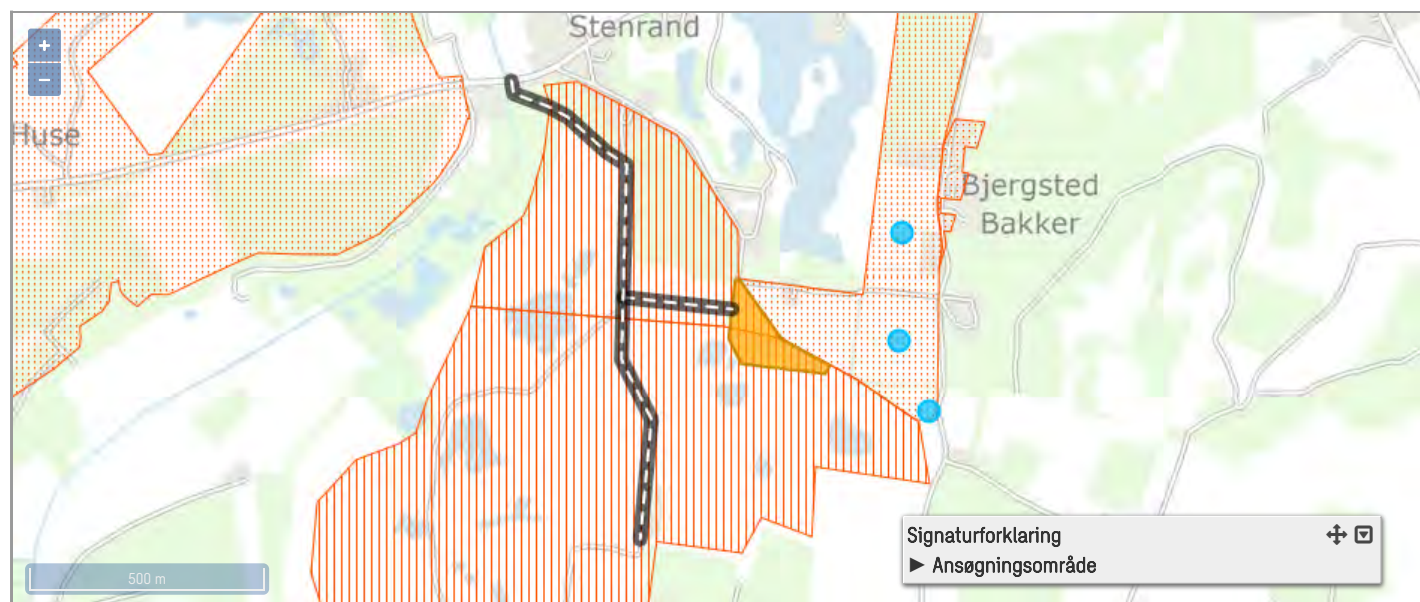 Stenrand
+
−
Huse
Bjergsted
Bakker
Signaturforklaring
► Ansøgningsområde
500 m